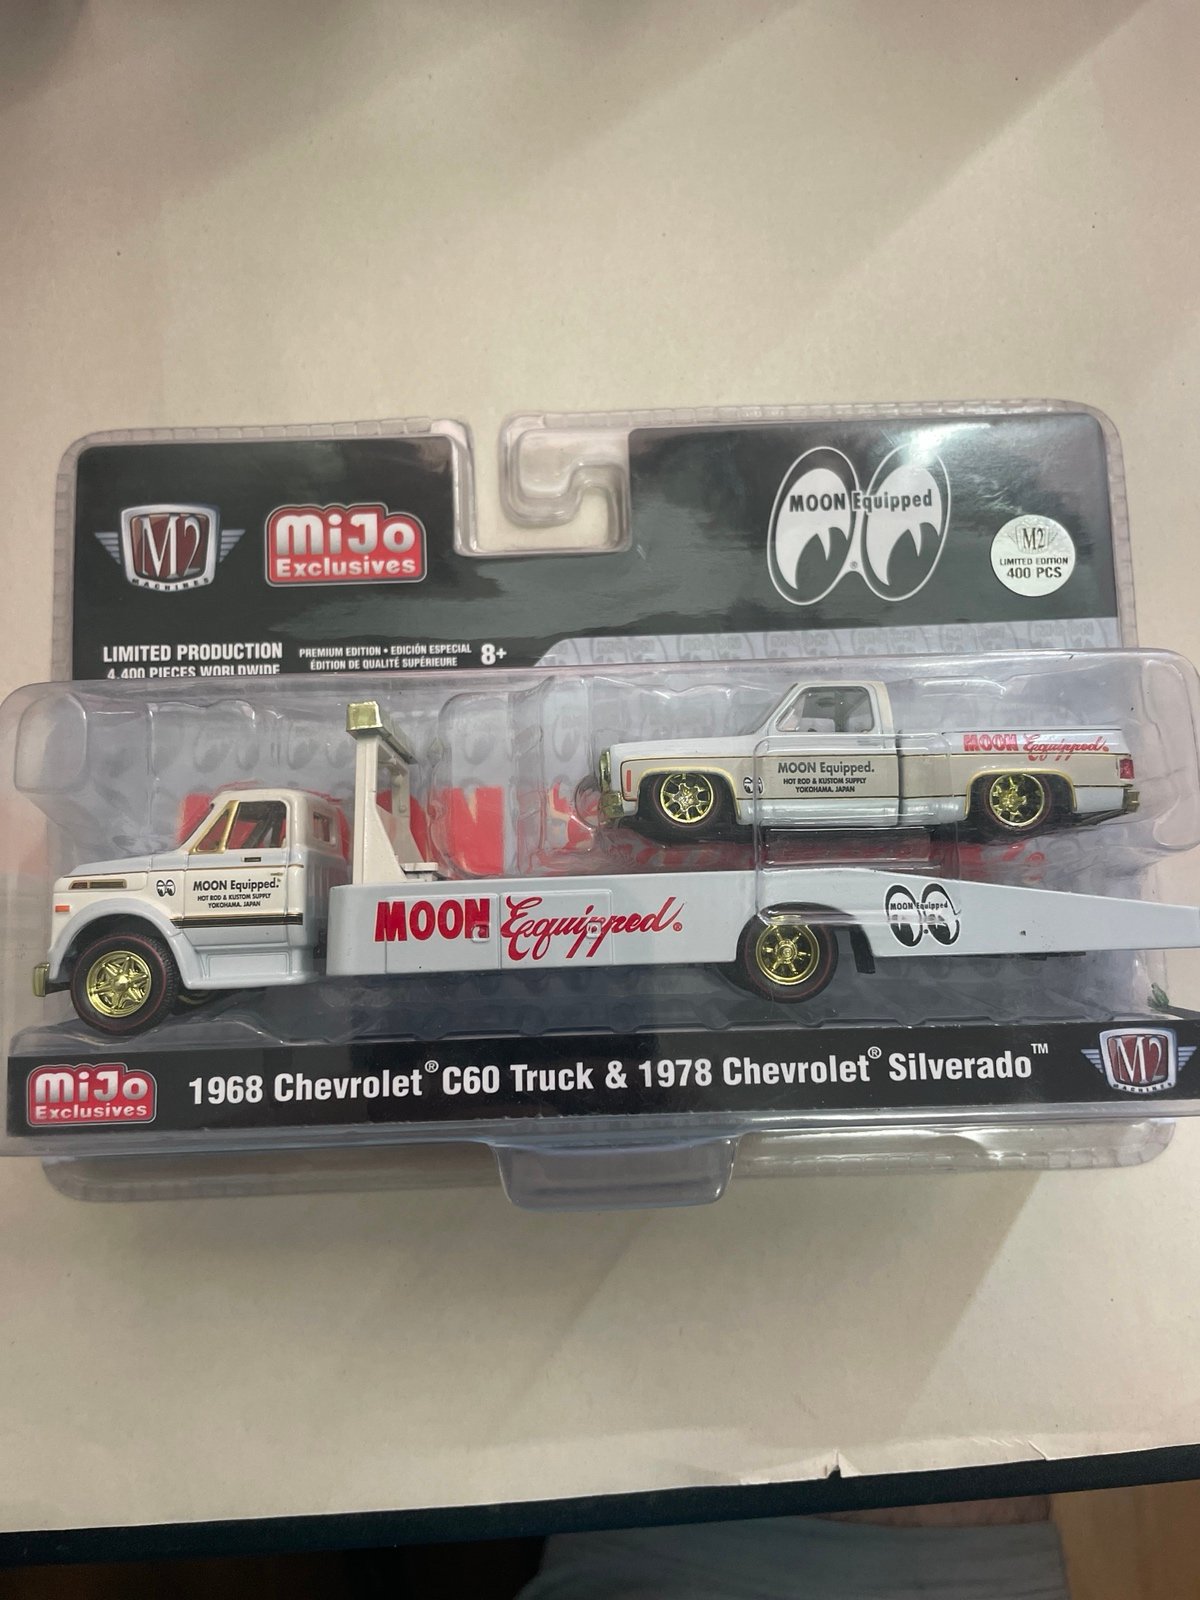 M2
MACHINES
MiJo
Exclusives
MOON Equipped
®
M2
LIMITED EDITION
400 PCS
LIMITED PRODUCTION
4,400 PIECES WORLDWIDE
PREMIUM EDITION • EDICIÓN ESPECIAL
ÉDITION DE QUALITÉ SUPÉRIEURE
8+
MOON Equipped®
MOON Equipped.
HOT ROD & KUSTOM SUPPLY
YOKOHAMA, JAPAN
MOON Equipped.
HOT ROD & KUSTOM SUPPLY
YOKOHAMA, JAPAN
MOON Equipped®
MOON Equipped
MiJo
Exclusives
1968 Chevrolet® C60 Truck & 1978 Chevrolet® Silverado™
M2
MACHINES